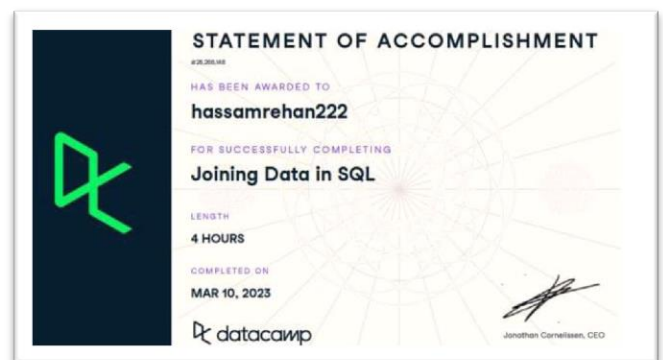 STATEMENT OF ACCOMPLISHMENT
HAS BEEN AWARDED TO
hassamrehan222
FOR SUCCESSFULLY COMPLETING
Joining Data in SQL
LENGTH
4 HOURS
COMPLETED ON
MAR 10, 2023
datacamp
Jonathan Cornelissen, CEO